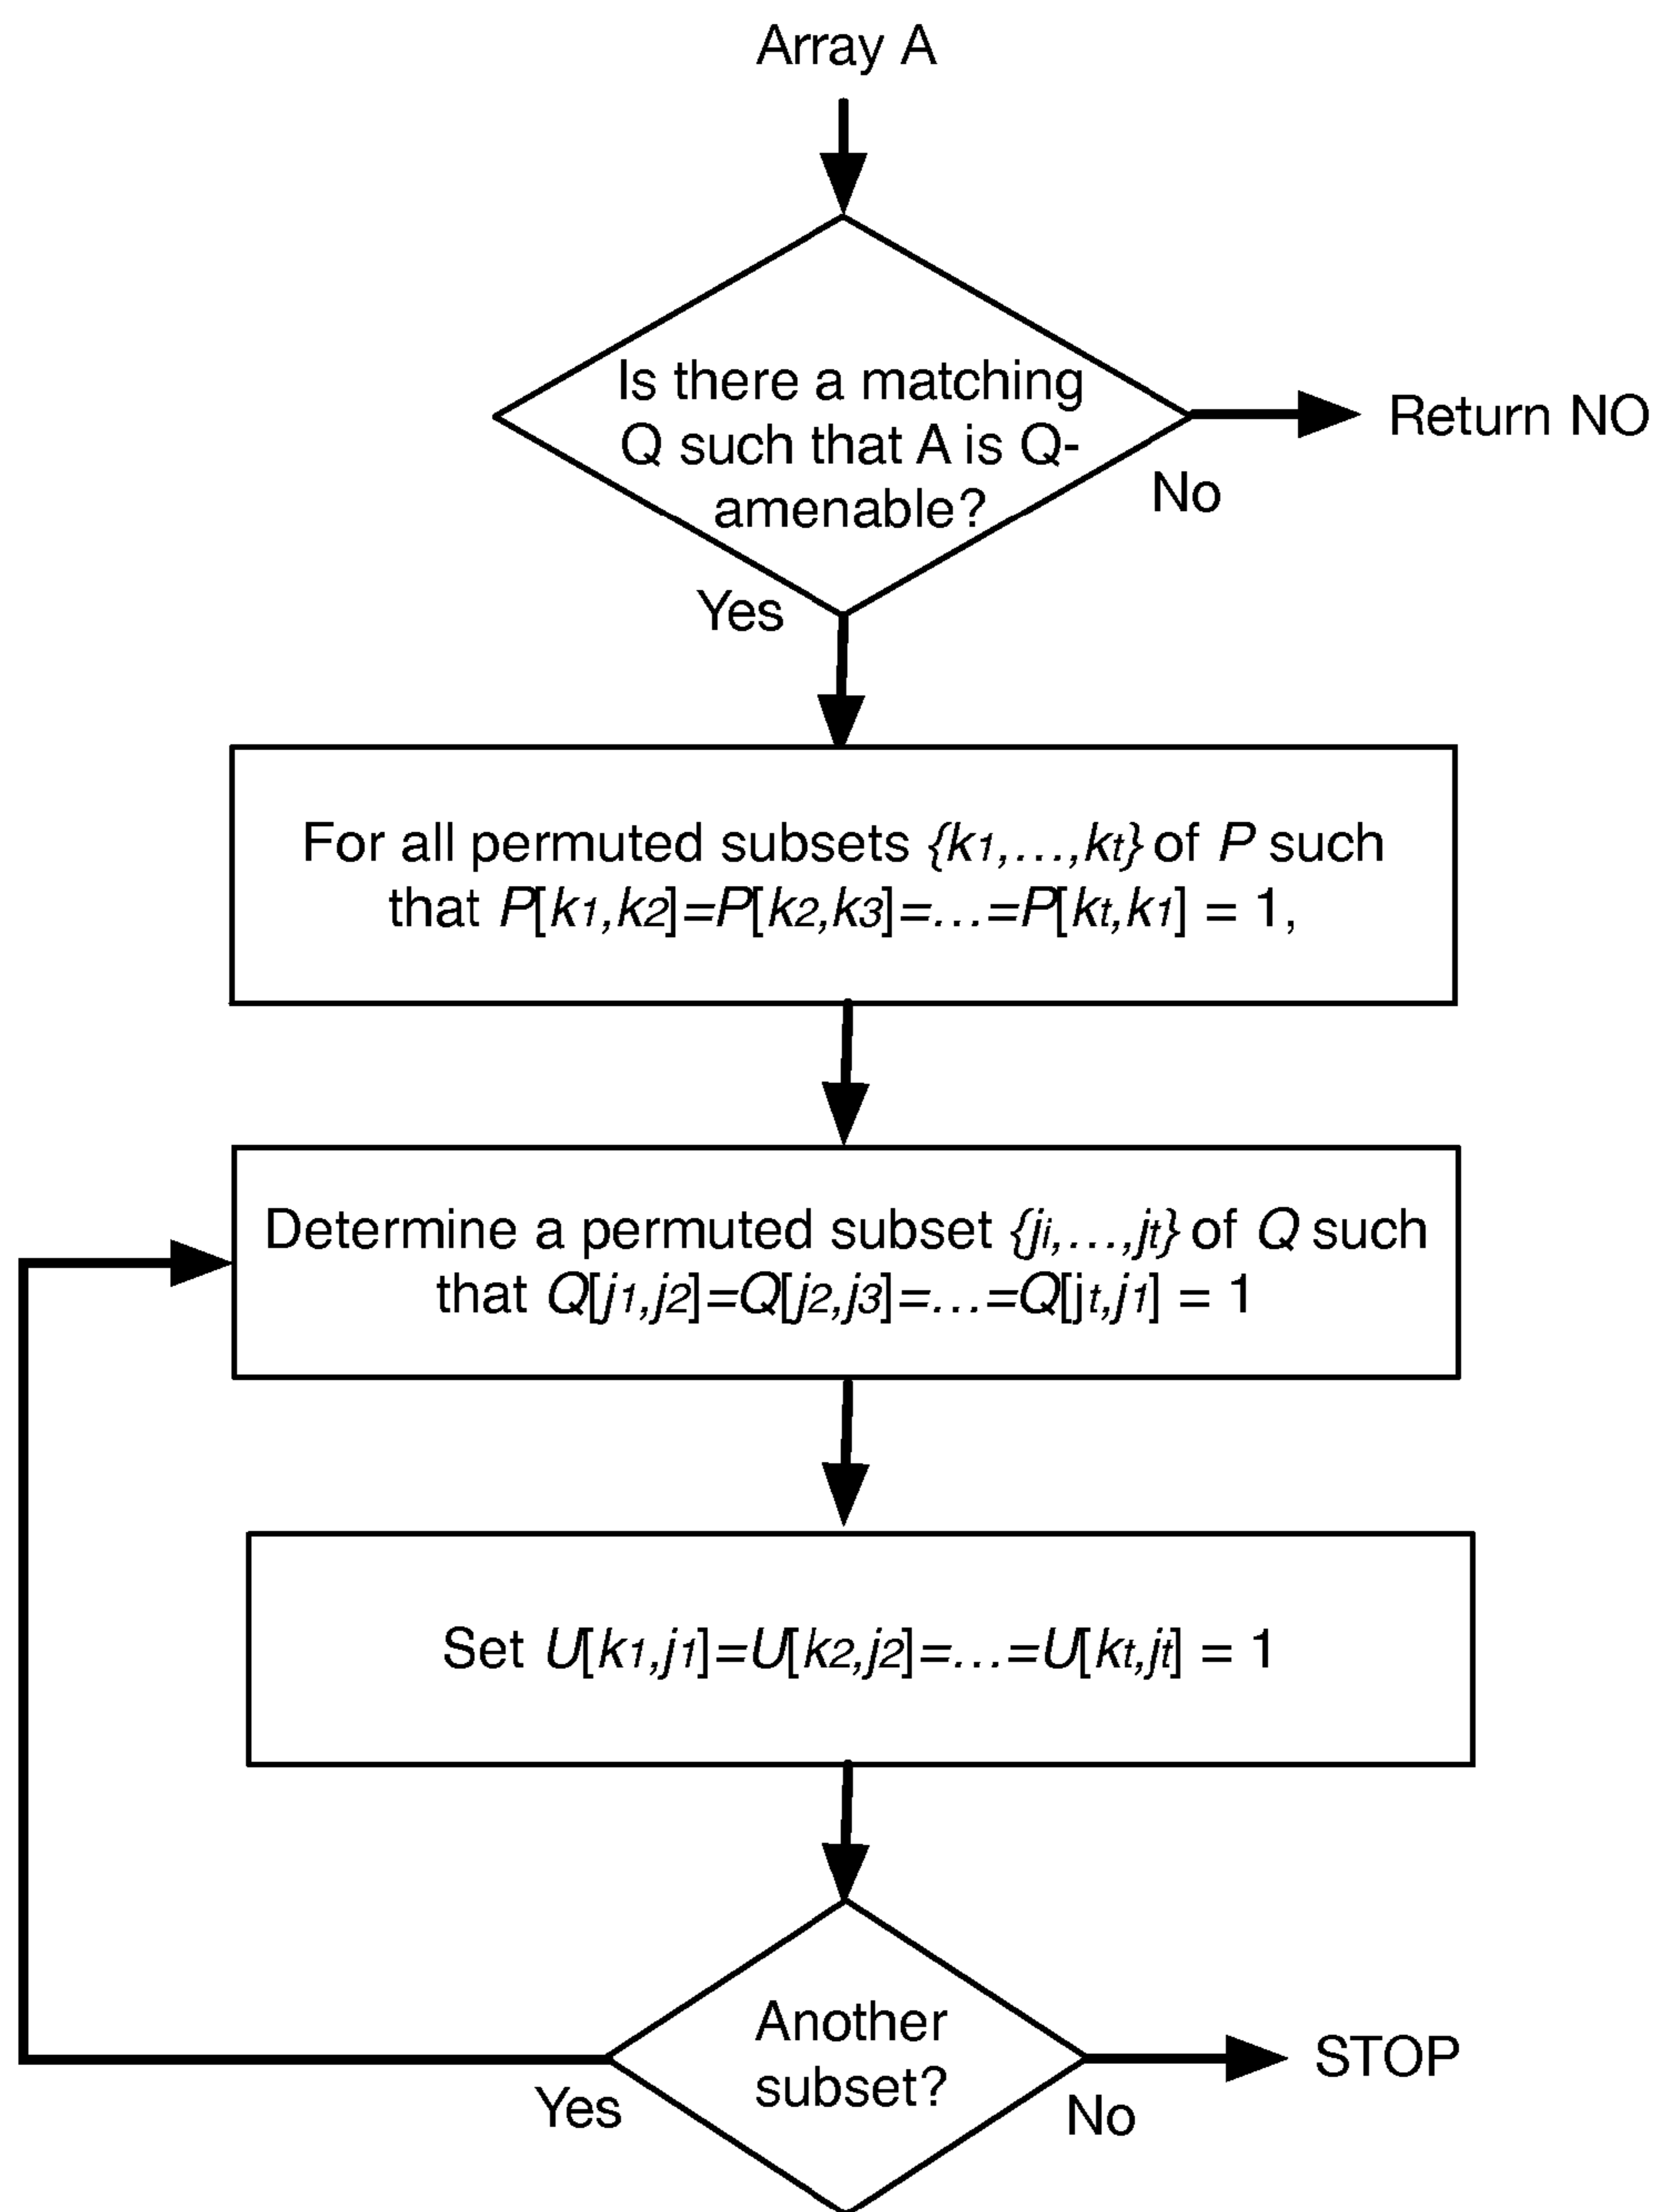 Array A
Is there a matching
Q such that A is Q-
amenable?
Return NO
No
Yes
For all permuted subsets {k1,...,kt} of P such
that P[k1,k2]=P[k2,k3]=...=P[kt,k1] = 1,
Determine a permuted subset {ji,...,jt} of Q such
that Q[j1,j2]=Q[j2,j3]=...=Q[jt,j1] = 1
Set U[k1,j1]=U[k2,j2]=...=U[kt,jt] = 1
Another
subset?
STOP
Yes
No